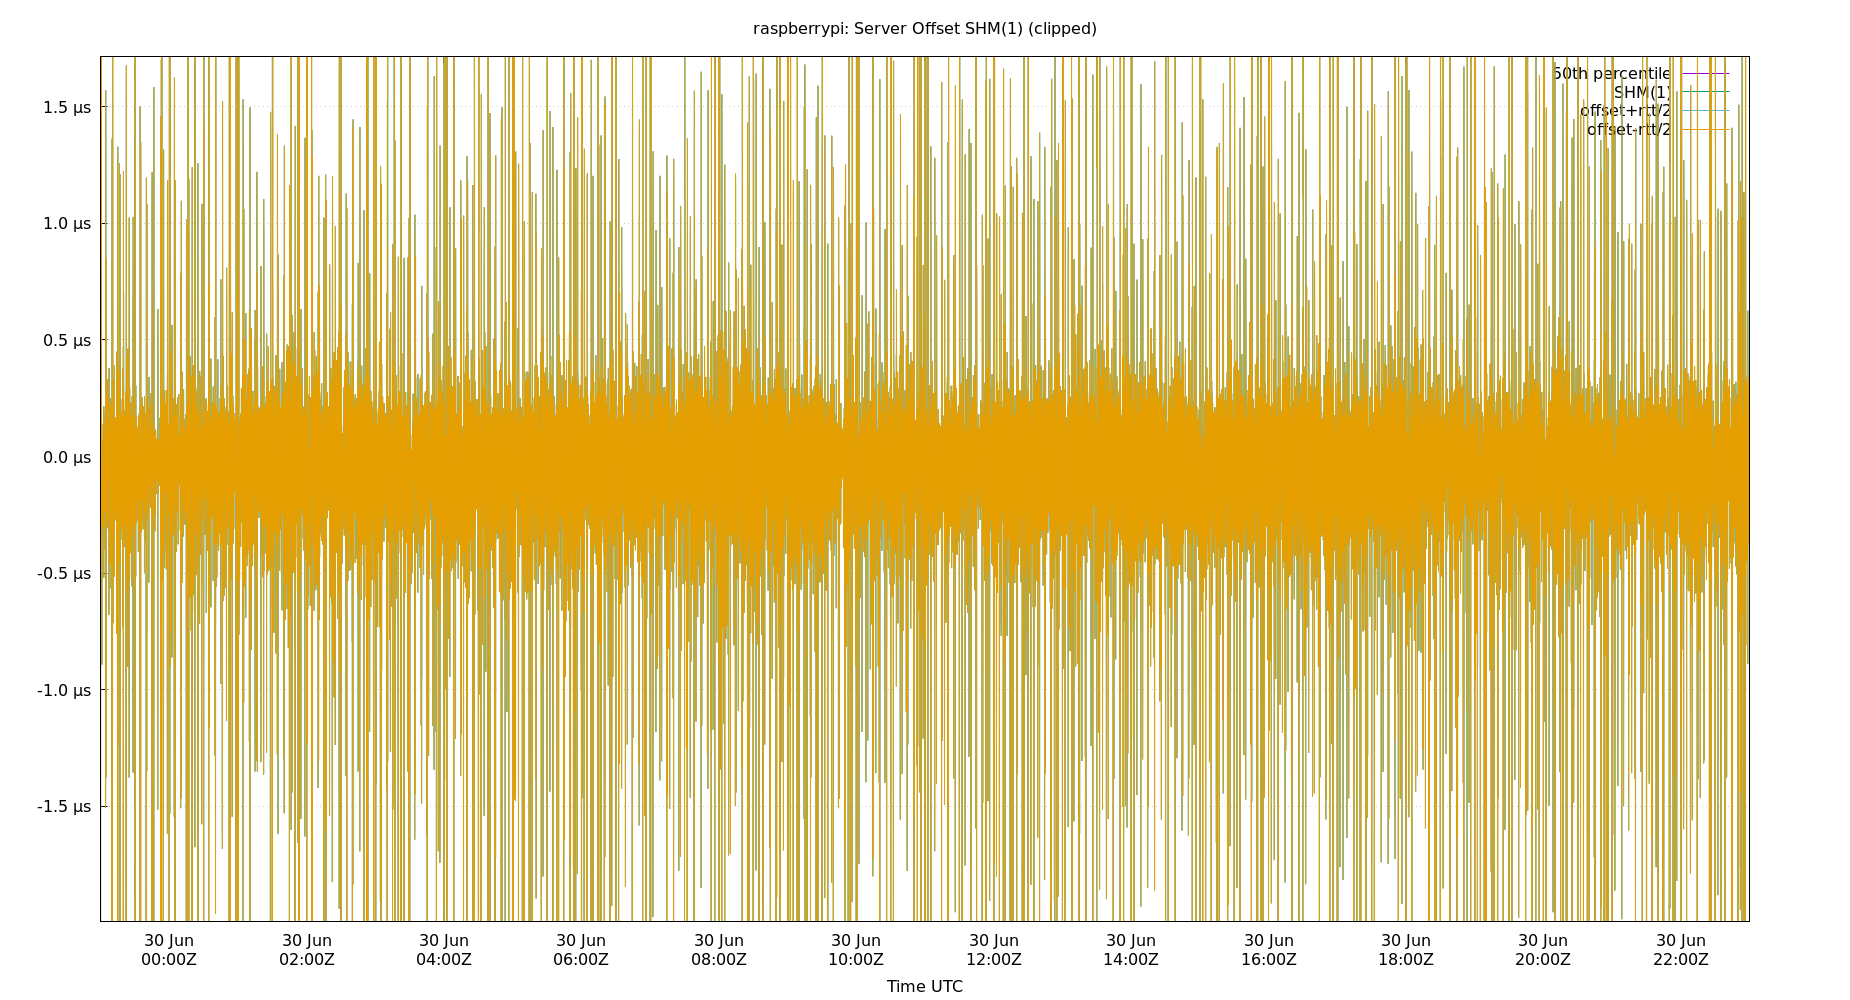 raspberrypi: Server Offset SHM(1) (clipped)
50th percentile
SHM(1)
offset+rtt/2
offset-rtt/2
1.5 µs
1.0 µs
0.5 µs
0.0 µs
-0.5 µs
-1.0 µs
-1.5 µs
30 Jun 30 Jun 30 Jun 30 Jun 30 Jun 30 Jun 30 Jun 30 Jun 30 Jun 30 Jun 30 Jun 30 Jun
00:00Z 02:00Z 04:00Z 06:00Z 08:00Z 10:00Z 12:00Z 14:00Z 16:00Z 18:00Z 20:00Z 22:00Z
Time UTC